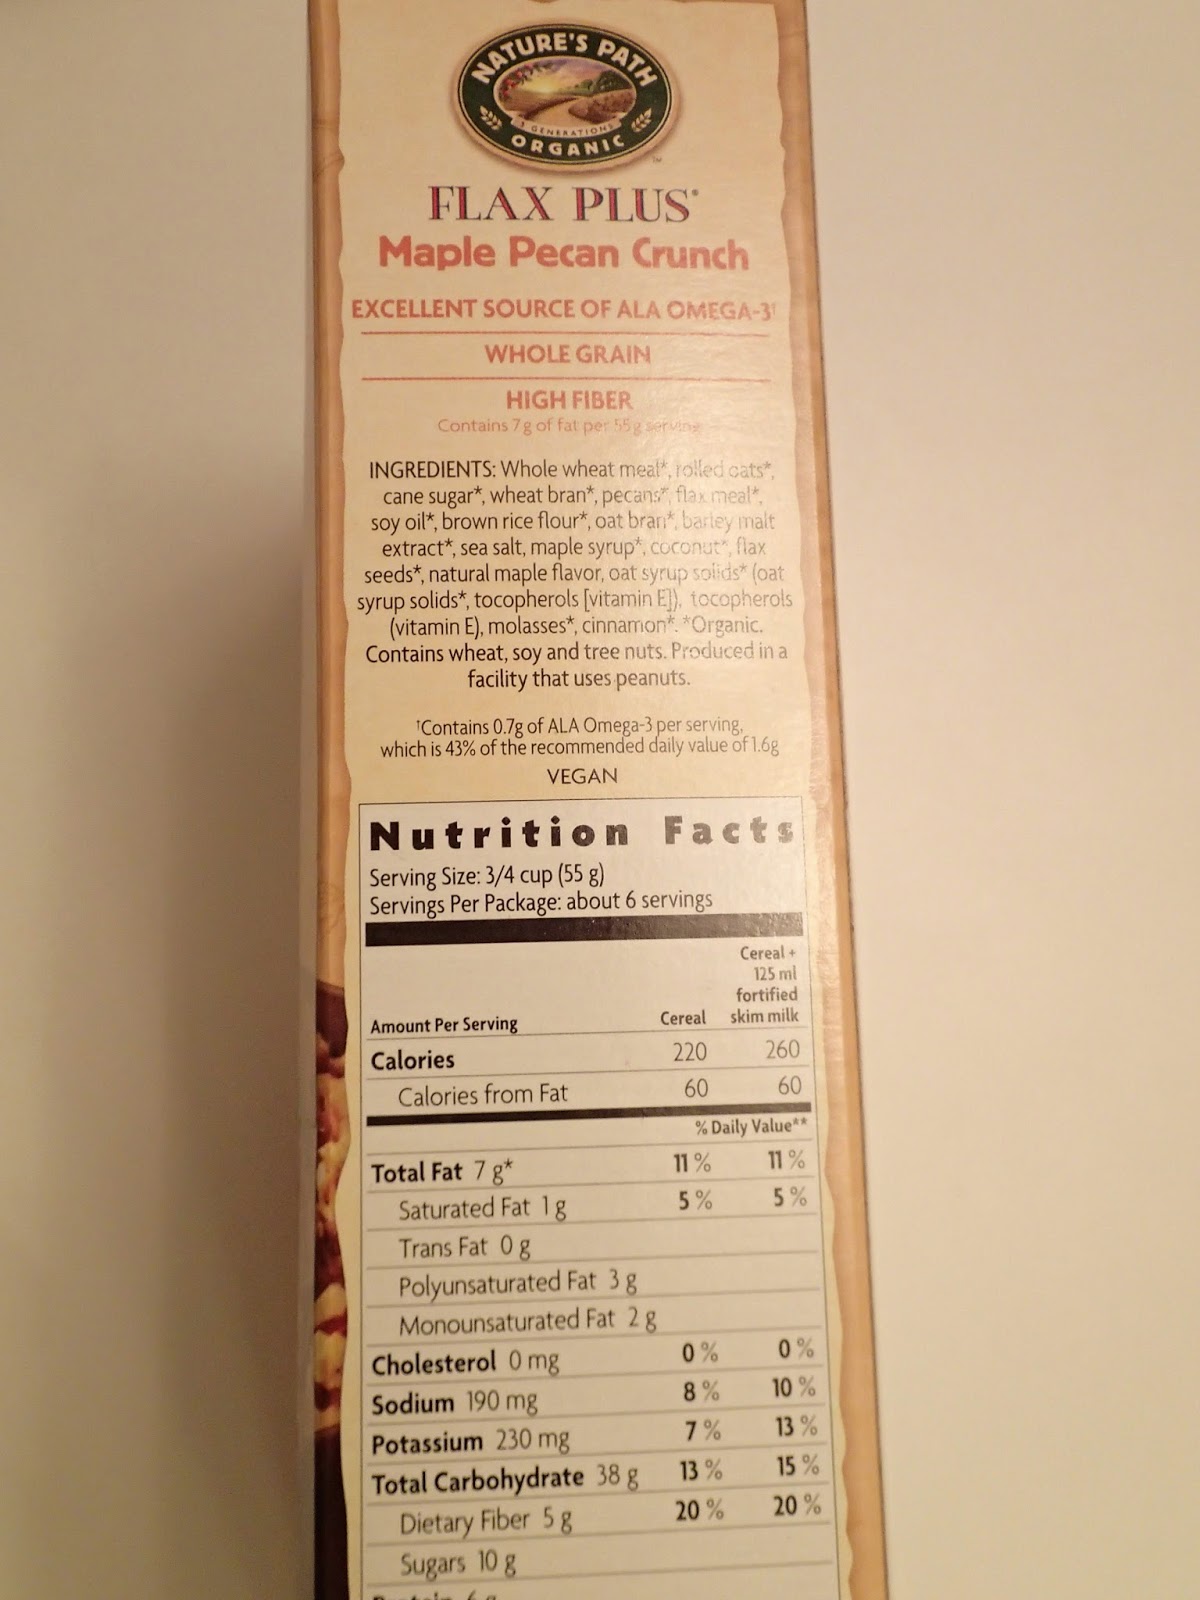 NATURE'S PATH
GENERATIONS
ORGANIC
™
FLAX PLUS®
Maple Pecan Crunch
EXCELLENT SOURCE OF ALA OMEGA-3†
WHOLE GRAIN
HIGH FIBER
Contains 7g of fat per 55g serving
INGREDIENTS: Whole wheat meal*, rolled oats*,
cane sugar*, wheat bran*, pecans*, flax meal*,
soy oil*, brown rice flour*, oat bran*, barley malt
extract*, sea salt, maple syrup*, coconut*, flax
seeds*, natural maple flavor, oat syrup solids* (oat
syrup solids*, tocopherols [vitamin E]), tocopherols
(vitamin E), molasses*, cinnamon*. *Organic.
Contains wheat, soy and tree nuts. Produced in a
facility that uses peanuts.
†Contains 0.7g of ALA Omega-3 per serving,
which is 43% of the recommended daily value of 1.6g
VEGAN
Nutrition Facts
Serving Size: 3/4 cup (55 g)
Servings Per Package: about 6 servings
Cereal +
125 ml
fortified
Amount Per Serving Cereal skim milk
Calories 220 260
Calories from Fat 60 60
% Daily Value**
Total Fat 7 g* 11 % 11 %
Saturated Fat 1 g 5 % 5 %
Trans Fat 0 g
Polyunsaturated Fat 3 g
Monounsaturated Fat 2 g
Cholesterol 0 mg 0 % 0 %
Sodium 190 mg 8 % 10 %
Potassium 230 mg 7 % 13 %
Total Carbohydrate 38 g 13 % 15 %
Dietary Fiber 5 g 20 % 20 %
Sugars 10 g